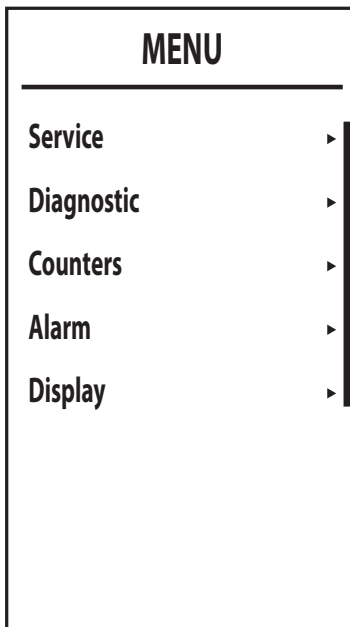 MENU
Service
Diagnostic
Counters
Alarm
Display